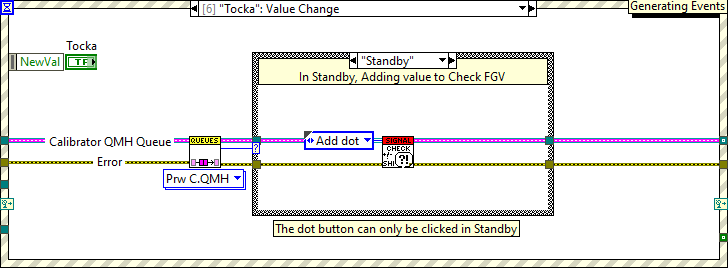 [6] "Tocka": Value Change
Generating Events
Tocka
NewVal
TF
"Standby"
In Standby, Adding value to Check FGV
Calibrator QMH Queue
QUEUES
Add dot
CHECK
?!
Error
Prw C.QMH
?
The dot button can only be clicked in Standby